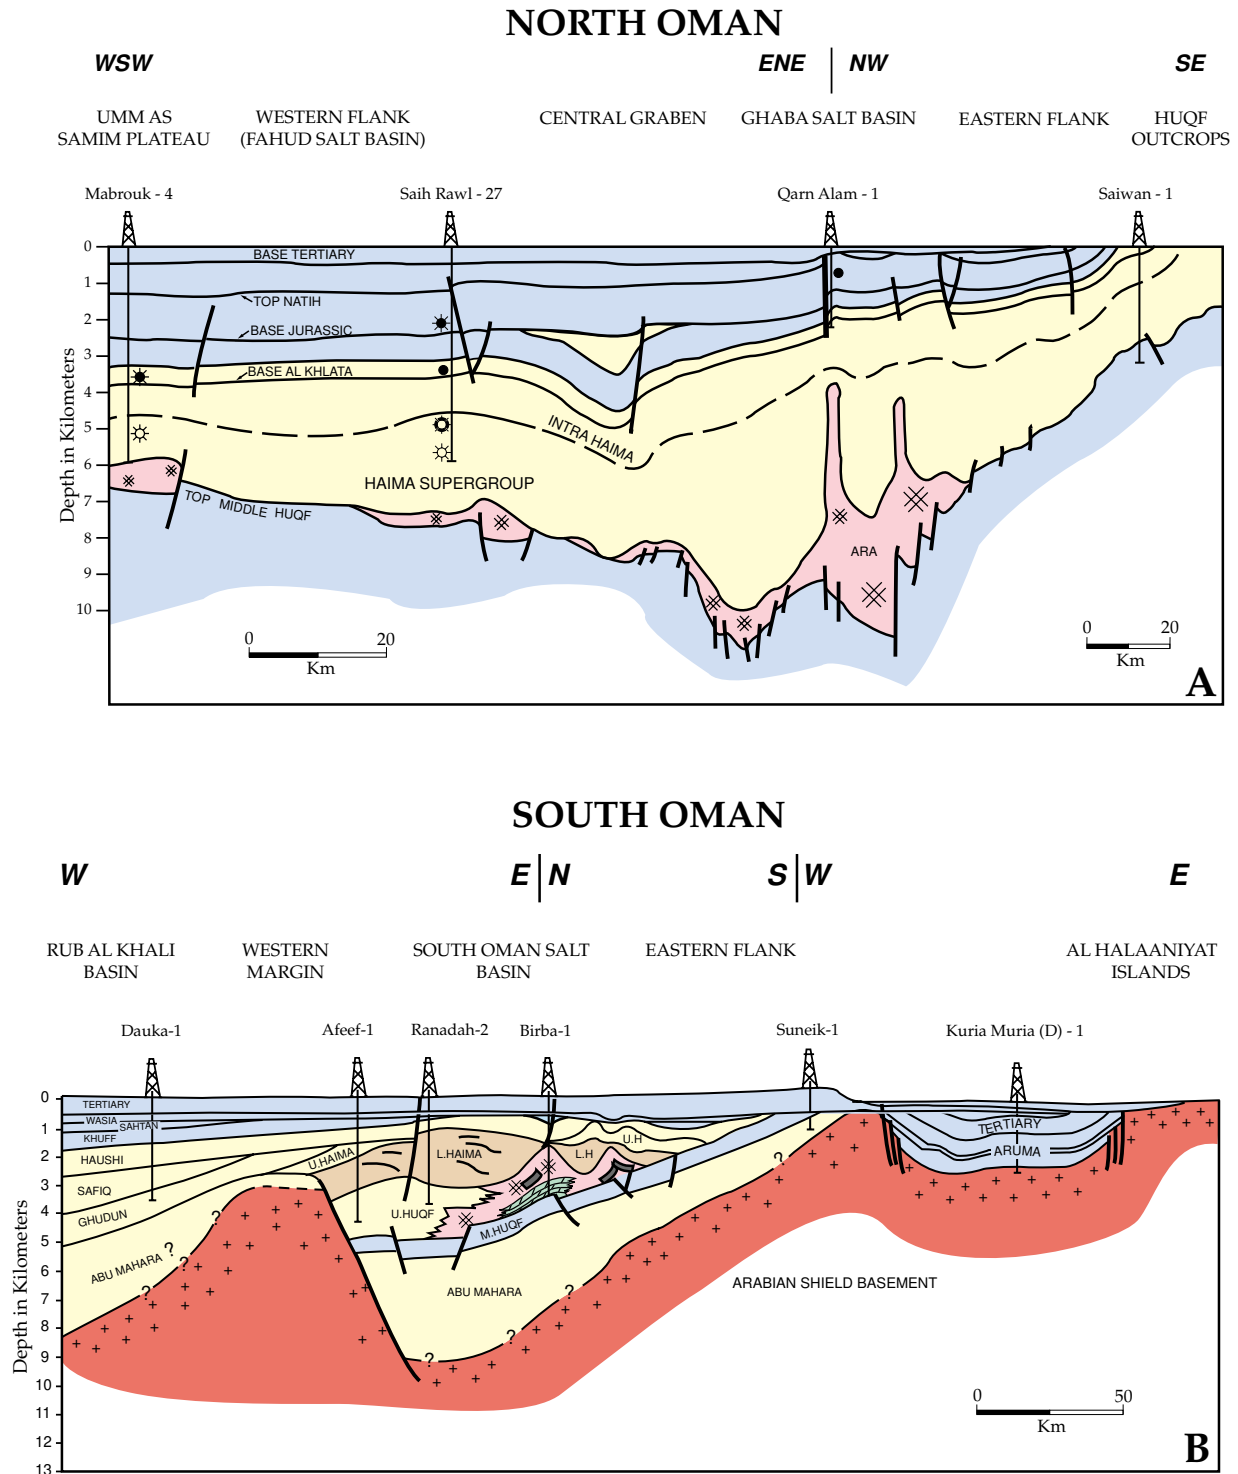 NORTH OMAN
WSW
ENE
NW
SE
UMM AS
SAMIM PLATEAU
WESTERN FLANK
(FAHUD SALT BASIN)
CENTRAL GRABEN
GHABA SALT BASIN
EASTERN FLANK
HUQF
OUTCROPS
Mabrouk - 4
Saih Rawl - 27
Qarn Alam - 1
Saiwan - 1
Depth in Kilometers
0
1
2
3
4
5
6
7
8
9
10
BASE TERTIARY
TOP NATIH
BASE JURASSIC
BASE AL KHLATA
INTRA HAIMA
HAIMA SUPERGROUP
TOP MIDDLE HUQF
ARA
0 20
Km
0 20
Km
A
SOUTH OMAN
W
E
N
S
W
E
RUB AL KHALI
BASIN
WESTERN
MARGIN
SOUTH OMAN SALT
BASIN
EASTERN FLANK
AL HALAANIYAT
ISLANDS
Dauka-1
Afeef-1
Ranadah-2
Birba-1
Suneik-1
Kuria Muria (D) - 1
Depth in Kilometers
0
1
2
3
4
5
6
7
8
9
10
11
12
13
TERTIARY
WASIA
SAHTAN
KHUFF
HAUSHI
SAFIQ
GHUDUN
ABU MAHARA
?
?
?
?
U.HAIMA
L.HAIMA
U.HUQF
M.HUQF
L.H
U.H
ABU MAHARA
?
?
?
?
TERTIARY
ARUMA
ARABIAN SHIELD BASEMENT
0 50
Km
B